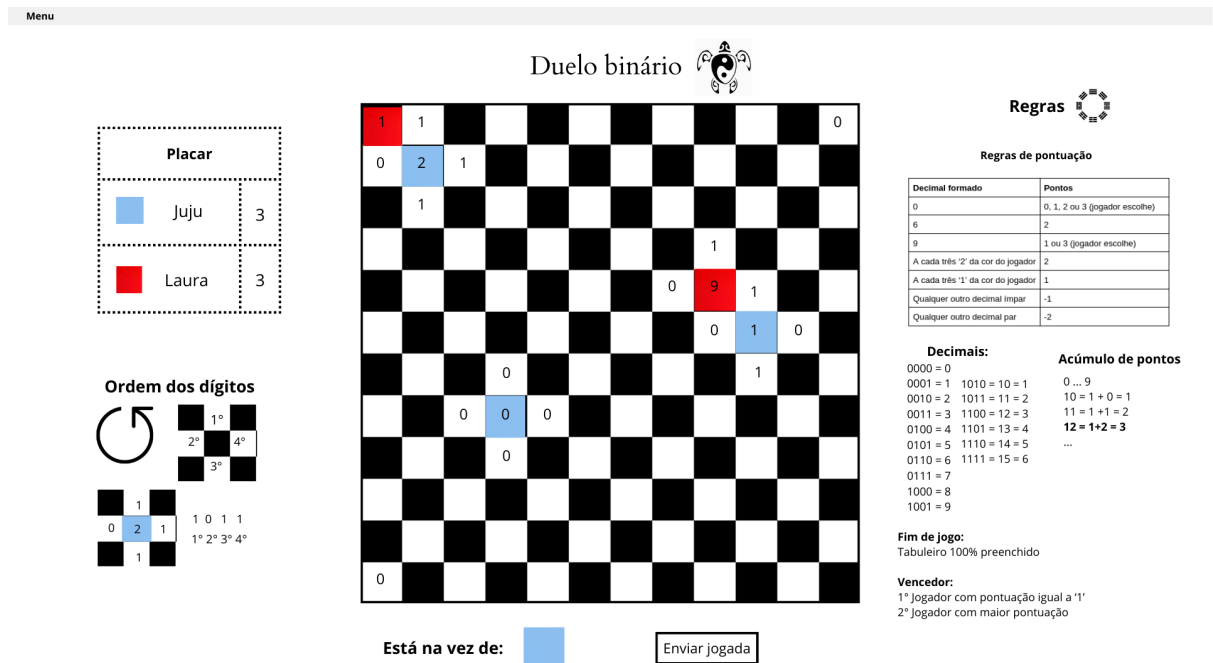 Menu
Duelo binário
Placar
Juju 3
Laura 3
Ordem dos dígitos
1°
2° 4°
3°
1
0 2 1
1
1 0 1 1
1° 2° 3° 4°
1 1 0
0 2 1
1
1
0 9 1
0 1 0
0 1
0 0 0
0
0
Está na vez de:
Enviar jogada
Regras
Regras de pontuação
Decimal formado Pontos
0 0, 1, 2 ou 3 (jogador escolhe)
6 2
9 1 ou 3 (jogador escolhe)
A cada três ‘2’ da cor do jogador 2
A cada três ‘1’ da cor do jogador 1
Qualquer outro decimal ímpar -1
Qualquer outro decimal par -2
Decimais:
0000 = 0
0001 = 1 1010 = 10 = 1
0010 = 2 1011 = 11 = 2
0011 = 3 1100 = 12 = 3
0100 = 4 1101 = 13 = 4
0101 = 5 1110 = 14 = 5
0110 = 6 1111 = 15 = 6
0111 = 7
1000 = 8
1001 = 9
Acúmulo de pontos
0 ... 9
10 = 1 + 0 = 1
11 = 1 +1 = 2
12 = 1+2 = 3
...
Fim de jogo:
Tabuleiro 100% preenchido
Vencedor:
1° Jogador com pontuação igual a ‘1’
2° Jogador com maior pontuação